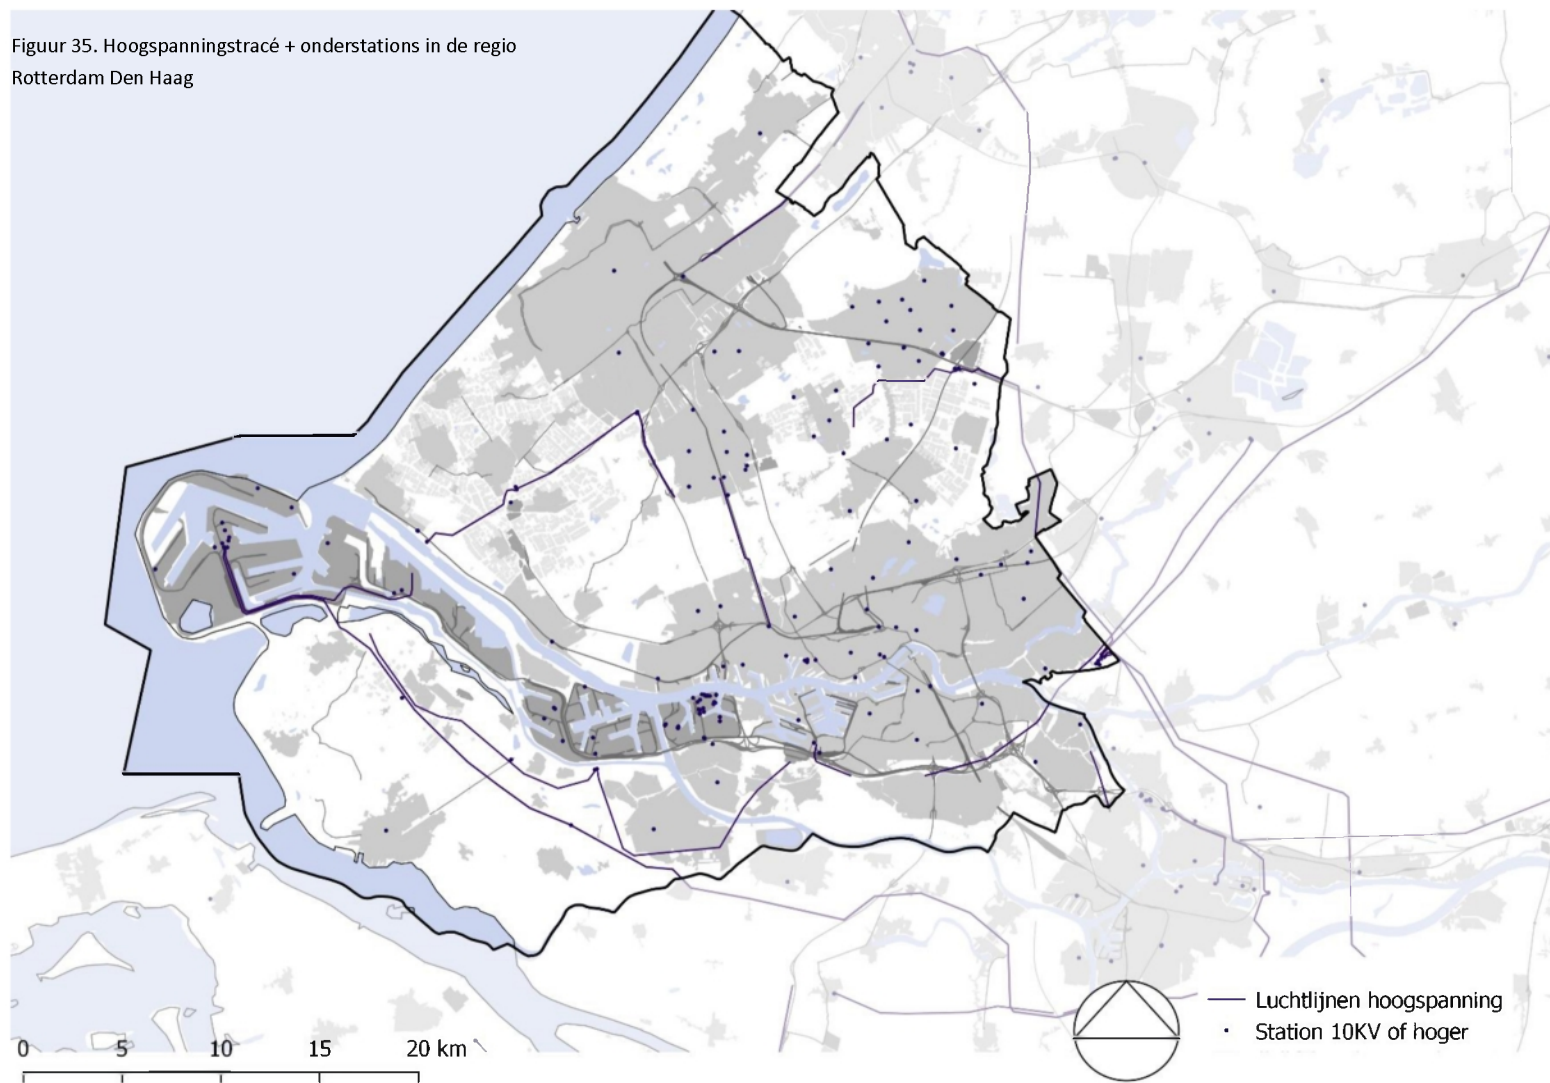 Figuur 35. Hoogspanningstracé + onderstations in de regio
Rotterdam Den Haag
Luchtlijnen hoogspanning
Station 10KV of hoger
0 5 10 15 20 km